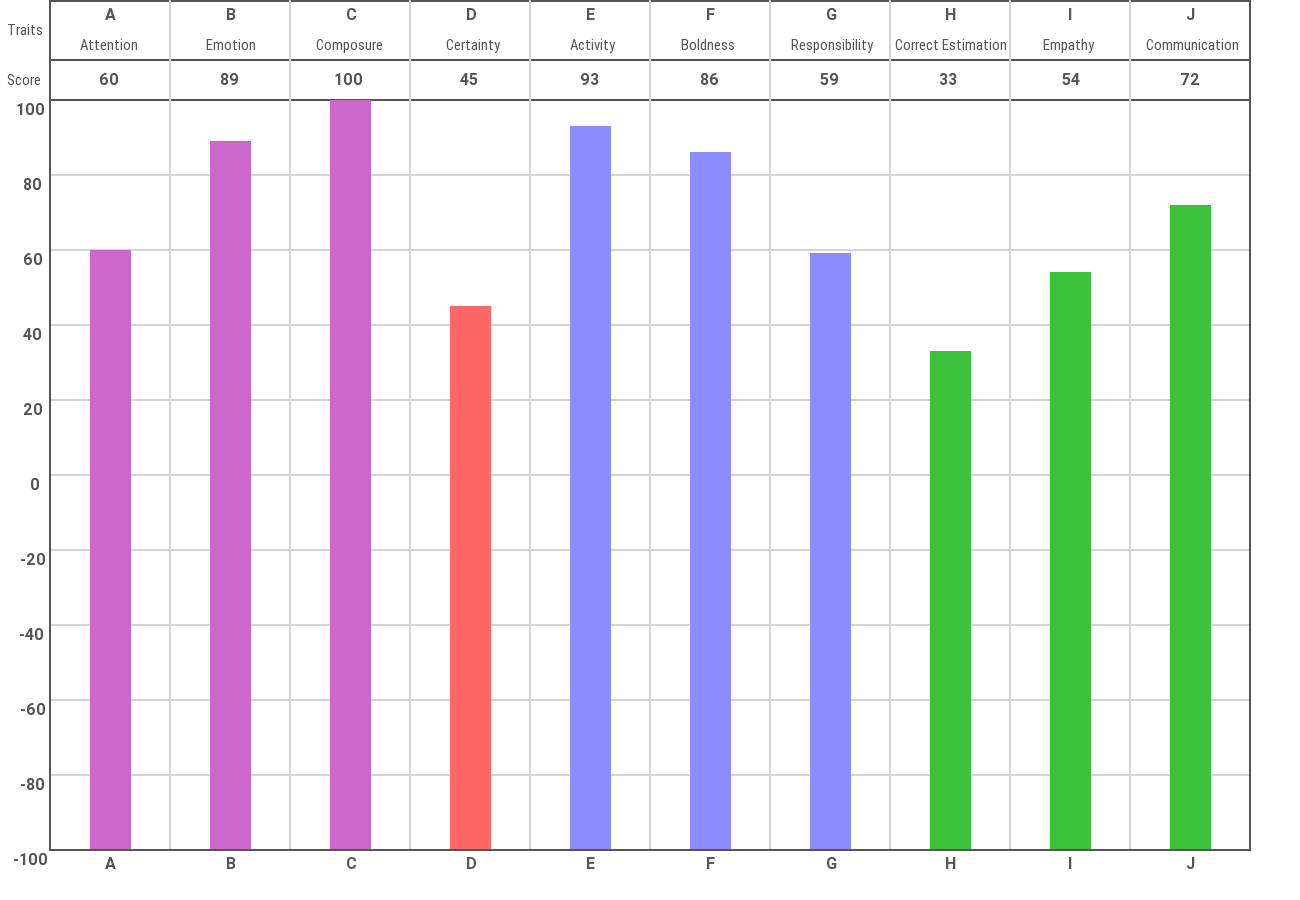 Traits A B C D E F G H I J
Attention Emotion Composure Certainty Activity Boldness Responsibility Correct Estimation Empathy Communication
Score 60 89 100 45 93 86 59 33 54 72
100
80
60
40
20
0
-20
-40
-60
-80
-100
A B C D E F G H I J